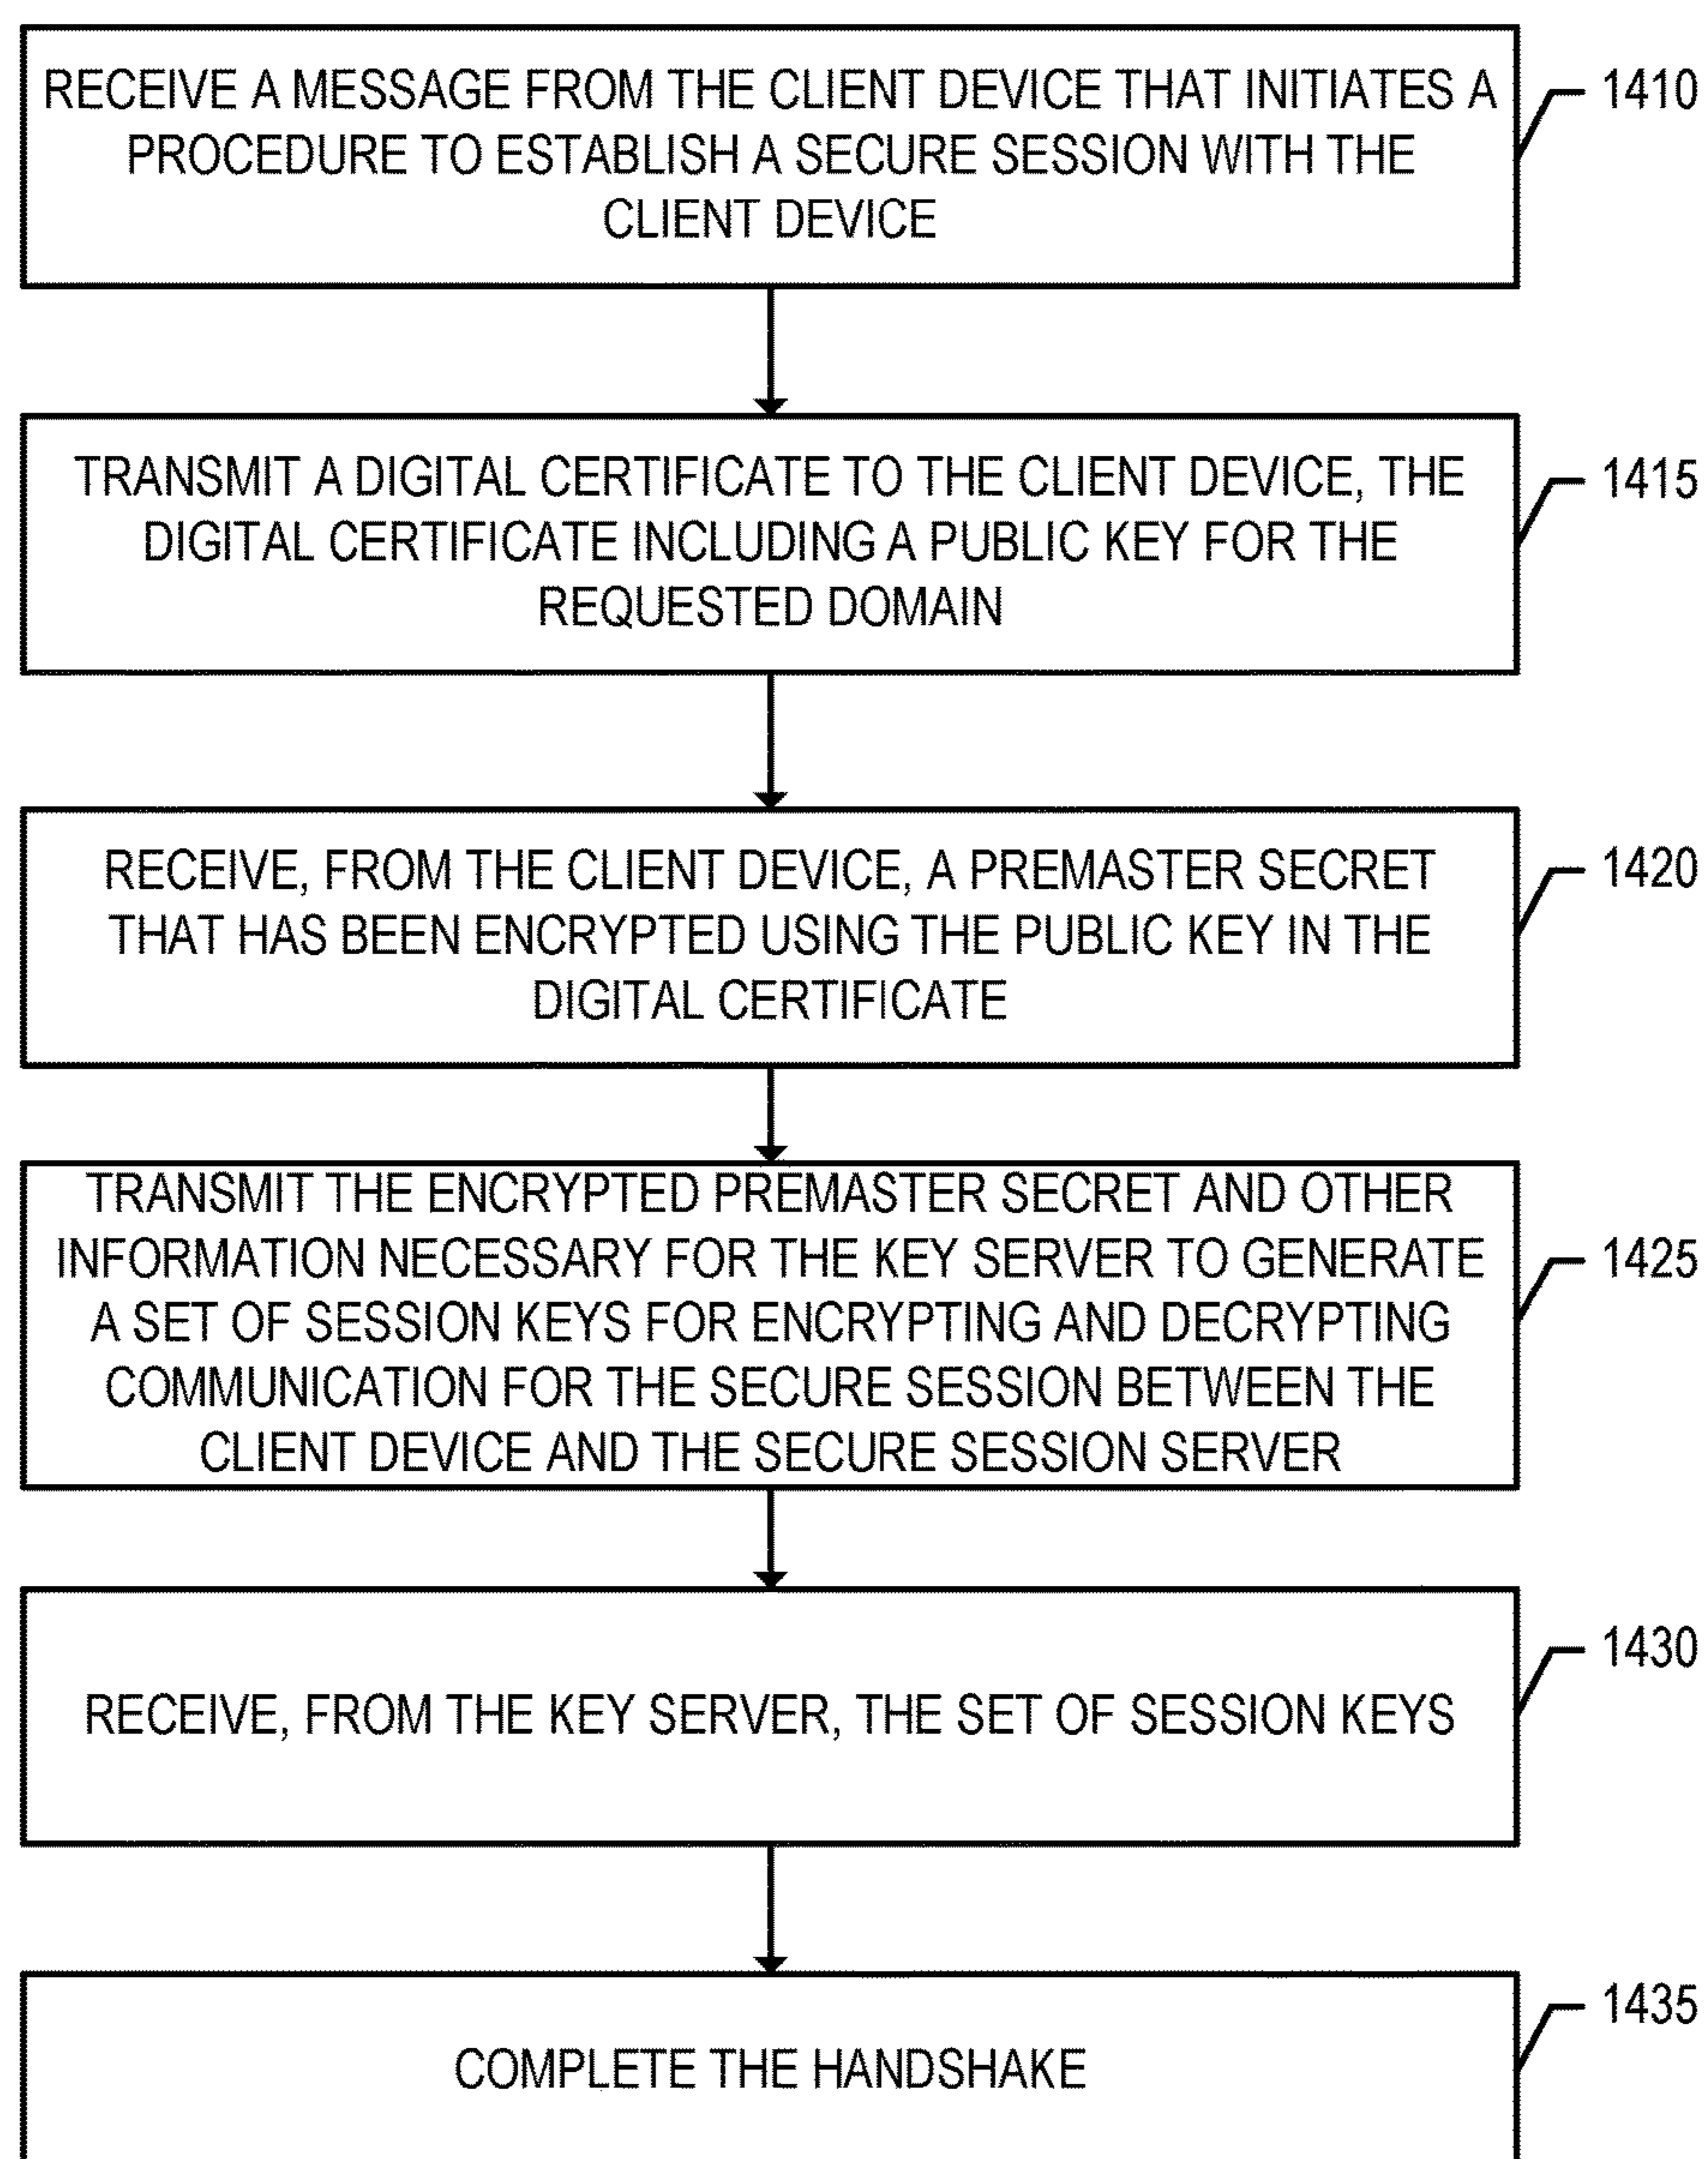 RECEIVE A MESSAGE FROM THE CLIENT DEVICE THAT INITIATES A
PROCEDURE TO ESTABLISH A SECURE SESSION WITH THE
CLIENT DEVICE
1410
TRANSMIT A DIGITAL CERTIFICATE TO THE CLIENT DEVICE, THE
DIGITAL CERTIFICATE INCLUDING A PUBLIC KEY FOR THE
REQUESTED DOMAIN
1415
RECEIVE, FROM THE CLIENT DEVICE, A PREMASTER SECRET
THAT HAS BEEN ENCRYPTED USING THE PUBLIC KEY IN THE
DIGITAL CERTIFICATE
1420
TRANSMIT THE ENCRYPTED PREMASTER SECRET AND OTHER
INFORMATION NECESSARY FOR THE KEY SERVER TO GENERATE
A SET OF SESSION KEYS FOR ENCRYPTING AND DECRYPTING
COMMUNICATION FOR THE SECURE SESSION BETWEEN THE
CLIENT DEVICE AND THE SECURE SESSION SERVER
1425
RECEIVE, FROM THE KEY SERVER, THE SET OF SESSION KEYS
1430
COMPLETE THE HANDSHAKE
1435